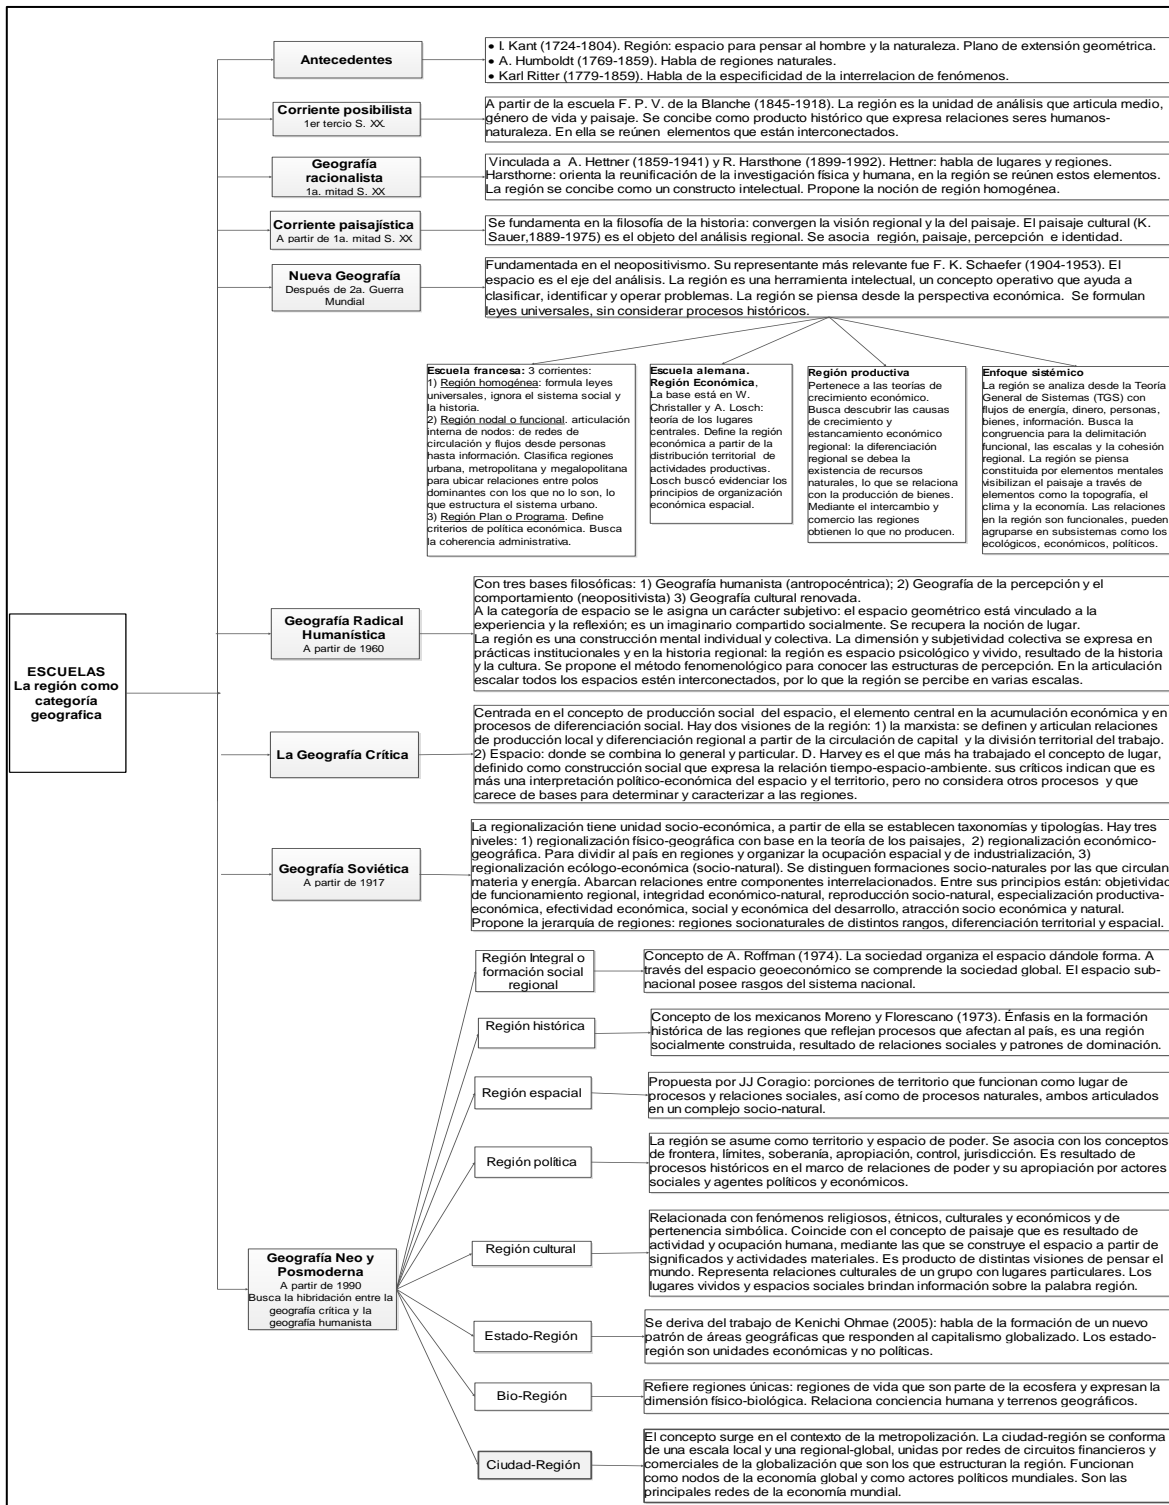 Antecedentes
• I. Kant (1724-1804). Región: espacio para pensar al hombre y la naturaleza. Plano de extensión geométrica.
• A. Humboldt (1769-1859). Habla de regiones naturales.
• Karl Ritter (1779-1859). Habla de la especificidad de la interrelacion de fenómenos.
Corriente posibilista
1er tercio S. XX.
A partir de la escuela F. P. V. de la Blanche (1845-1918). La región es la unidad de análisis que articula medio,
género de vida y paisaje. Se concibe como producto histórico que expresa relaciones seres humanos-
naturaleza. En ella se reúnen elementos que están interconectados.
Geografía
racionalista
1a. mitad S. XX
Vinculada a A. Hettner (1859-1941) y R. Harsthone (1899-1992). Hettner: habla de lugares y regiones.
Harsthorne: orienta la reunificación de la investigación física y humana, en la región se reúnen estos elementos.
La región se concibe como un constructo intelectual. Propone la noción de región homogénea.
Corriente paisajística
A partir de 1a. mitad S. XX
Se fundamenta en la filosofía de la historia: convergen la visión regional y la del paisaje. El paisaje cultural (K.
Sauer,1889-1975) es el objeto del análisis regional. Se asocia región, paisaje, percepción e identidad.
Nueva Geografía
Después de 2a. Guerra
Mundial
Fundamentada en el neopositivismo. Su representante más relevante fue F. K. Schaefer (1904-1953). El
espacio es el eje del análisis. La región es una herramienta intelectual, un concepto operativo que ayuda a
clasificar, identificar y operar problemas. La región se piensa desde la perspectiva económica. Se formulan
leyes universales, sin considerar procesos históricos.
Escuela francesa: 3 corrientes:
1) Región homogénea: formula leyes
universales, ignora el sistema social y
la historia.
2) Región nodal o funcional. articulación
interna de nodos: de redes de
circulación y flujos desde personas
hasta información. Clasifica regiones
urbana, metropolitana y megalopolitana
para ubicar relaciones entre polos
dominantes con los que no lo son, lo
que estructura el sistema urbano.
3) Región Plan o Programa. Define
criterios de política económica. Busca
la coherencia administrativa.
Escuela alemana.
Región Económica,
La base está en W.
Christaller y A. Losch:
teoría de los lugares
centrales. Define la región
económica a partir de la
distribución territorial de
actividades productivas.
Losch buscó evidenciar los
principios de organización
económica espacial.
Región productiva
Pertenece a las teorías de
crecimiento económico.
Busca descubrir las causas
de crecimiento y
estancamiento económico
regional: la diferenciación
regional se debea la
existencia de recursos
naturales, lo que se relaciona
con la producción de bienes.
Mediante el intercambio y
comercio las regiones
obtienen lo que no producen.
Enfoque sistémico
La región se analiza desde la Teoría
General de Sistemas (TGS) con
flujos de energía, dinero, personas,
bienes, información. Busca la
congruencia para la delimitación
funcional, las escalas y la cohesión
regional. La región se piensa
constituida por elementos mentales
visibilizan el paisaje a través de
elementos como la topografía, el
clima y la economía. Las relaciones
en la región son funcionales, pueden
agruparse en subsistemas como los
ecológicos, económicos, políticos.
ESCUELAS
La región como
categoría
geografica
Geografía Radical
Humanística
A partir de 1960
Con tres bases filosóficas: 1) Geografía humanista (antropocéntrica); 2) Geografía de la percepción y el
comportamiento (neopositivista) 3) Geografía cultural renovada.
A la categoría de espacio se le asigna un carácter subjetivo: el espacio geométrico está vinculado a la
experiencia y la reflexión; es un imaginario compartido socialmente. Se recupera la noción de lugar.
La región es una construcción mental individual y colectiva. La dimensión y subjetividad colectiva se expresa en
prácticas institucionales y en la historia regional: la región es espacio psicológico y vivido, resultado de la historia
y la cultura. Se propone el método fenomenológico para conocer las estructuras de percepción. En la articulación
escalar todos los espacios estén interconectados, por lo que la región se percibe en varias escalas.
La Geografía Crítica
Centrada en el concepto de producción social del espacio, el elemento central en la acumulación económica y en
procesos de diferenciación social. Hay dos visiones de la región: 1) la marxista: se definen y articulan relaciones
de producción local y diferenciación regional a partir de la circulación de capital y la división territorial del trabajo.
2) Espacio: donde se combina lo general y particular. D. Harvey es el que más ha trabajado el concepto de lugar,
definido como construcción social que expresa la relación tiempo-espacio-ambiente. sus críticos indican que es
más una interpretación político-económica del espacio y el territorio, pero no considera otros procesos y que
carece de bases para determinar y caracterizar a las regiones.
Geografía Soviética
A partir de 1917
La regionalización tiene unidad socio-económica, a partir de ella se establecen taxonomías y tipologías. Hay tres
niveles: 1) regionalización físico-geográfica con base en la teoría de los paisajes, 2) regionalización económico-
geográfica. Para dividir al país en regiones y organizar la ocupación espacial y de industrialización, 3)
regionalización ecólogo-económica (socio-natural). Se distinguen formaciones socio-naturales por las que circulan
materia y energía. Abarcan relaciones entre componentes interrelacionados. Entre sus principios están: objetividad
de funcionamiento regional, integridad económico-natural, reproducción socio-natural, especialización productiva-
económica, efectividad económica, social y económica del desarrollo, atracción socio económica y natural.
Propone la jerarquía de regiones: regiones socionaturales de distintos rangos, diferenciación territorial y espacial.
Geografía Neo y
Posmoderna
A partir de 1990
Busca la hibridación entre la
geografía crítica y la
geografía humanista
Región Integral o
formación social
regional
Concepto de A. Roffman (1974). La sociedad organiza el espacio dándole forma. A
través del espacio geoeconómico se comprende la sociedad global. El espacio sub-
nacional posee rasgos del sistema nacional.
Región histórica
Concepto de los mexicanos Moreno y Florescano (1973). Énfasis en la formación
histórica de las regiones que reflejan procesos que afectan al país, es una región
socialmente construida, resultado de relaciones sociales y patrones de dominación.
Región espacial
Propuesta por JJ Coragio: porciones de territorio que funcionan como lugar de
procesos y relaciones sociales, así como de procesos naturales, ambos articulados
en un complejo socio-natural.
Región política
La región se asume como territorio y espacio de poder. Se asocia con los conceptos
de frontera, límites, soberanía, apropiación, control, jurisdicción. Es resultado de
procesos históricos en el marco de relaciones de poder y su apropiación por actores
sociales y agentes políticos y económicos.
Región cultural
Relacionada con fenómenos religiosos, étnicos, culturales y económicos y de
pertenencia simbólica. Coincide con el concepto de paisaje que es resultado de
actividad y ocupación humana, mediante las que se construye el espacio a partir de
significados y actividades materiales. Es producto de distintas visiones de pensar el
mundo. Representa relaciones culturales de un grupo con lugares particulares. Los
lugares vividos y espacios sociales brindan información sobre la palabra región.
Estado-Región
Se deriva del trabajo de Kenichi Ohmae (2005): habla de la formación de un nuevo
patrón de áreas geográficas que responden al capitalismo globalizado. Los estado-
región son unidades económicas y no políticas.
Bio-Región
Refiere regiones únicas: regiones de vida que son parte de la ecosfera y expresan la
dimensión físico-biológica. Relaciona conciencia humana y terrenos geográficos.
Ciudad-Región
El concepto surge en el contexto de la metropolización. La ciudad-región se conforma
de una escala local y una regional-global, unidas por redes de circuitos financieros y
comerciales de la globalización que son los que estructuran la región. Funcionan
como nodos de la economía global y como actores políticos mundiales. Son las
principales redes de la economía mundial.